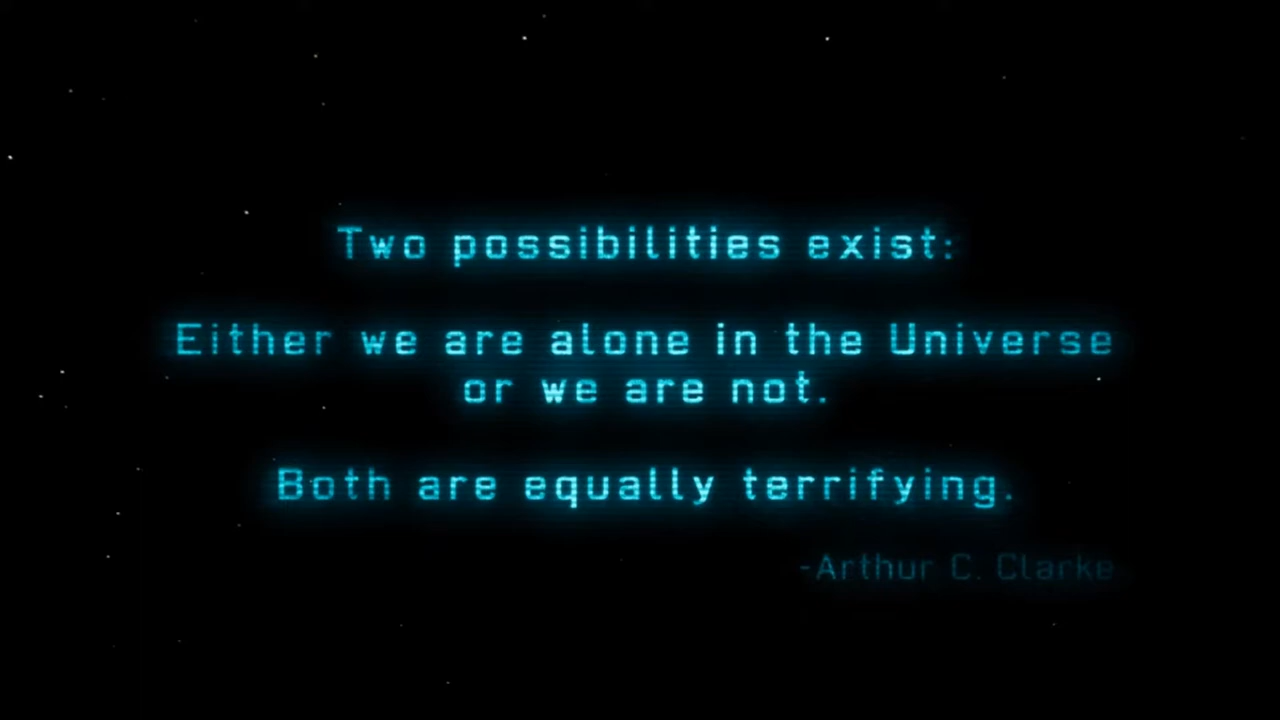 Two possibilities exist:
Either we are alone in the Universe
or we are not.
Both are equally terrifying.
-Arthur C. Clarke